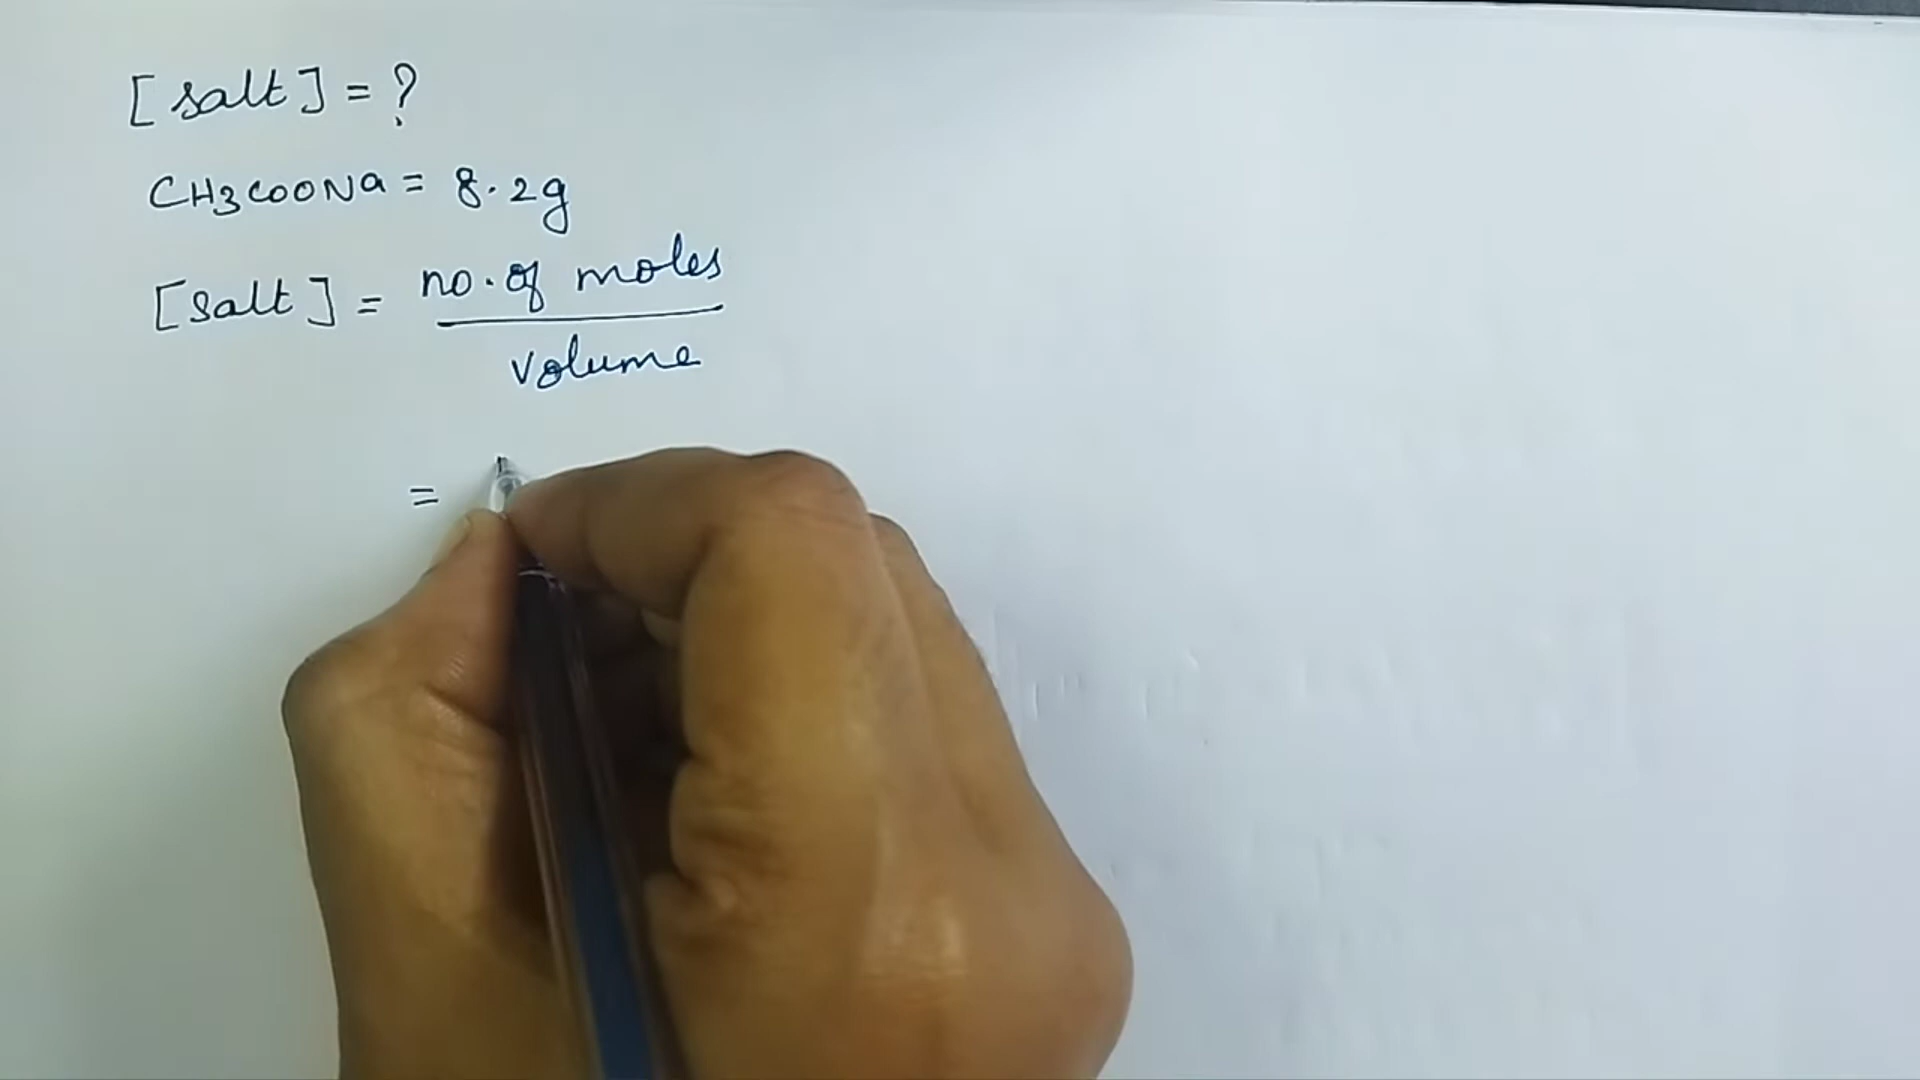 [salt] = ?
CH3COONa = 8.2g
[Salt] = no. of moles
volume
=